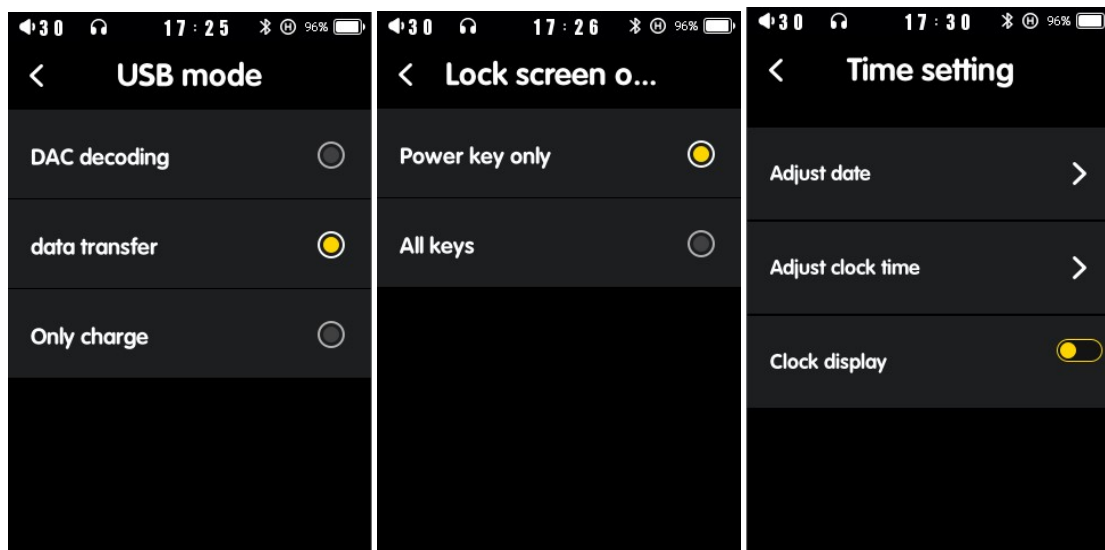 30 17:25 H 96%
USB mode
DAC decoding
data transfer
Only charge
30 17:26 H 96%
Lock screen o...
Power key only
All keys
30 17:30 H 96%
Time setting
Adjust date
Adjust clock time
Clock display